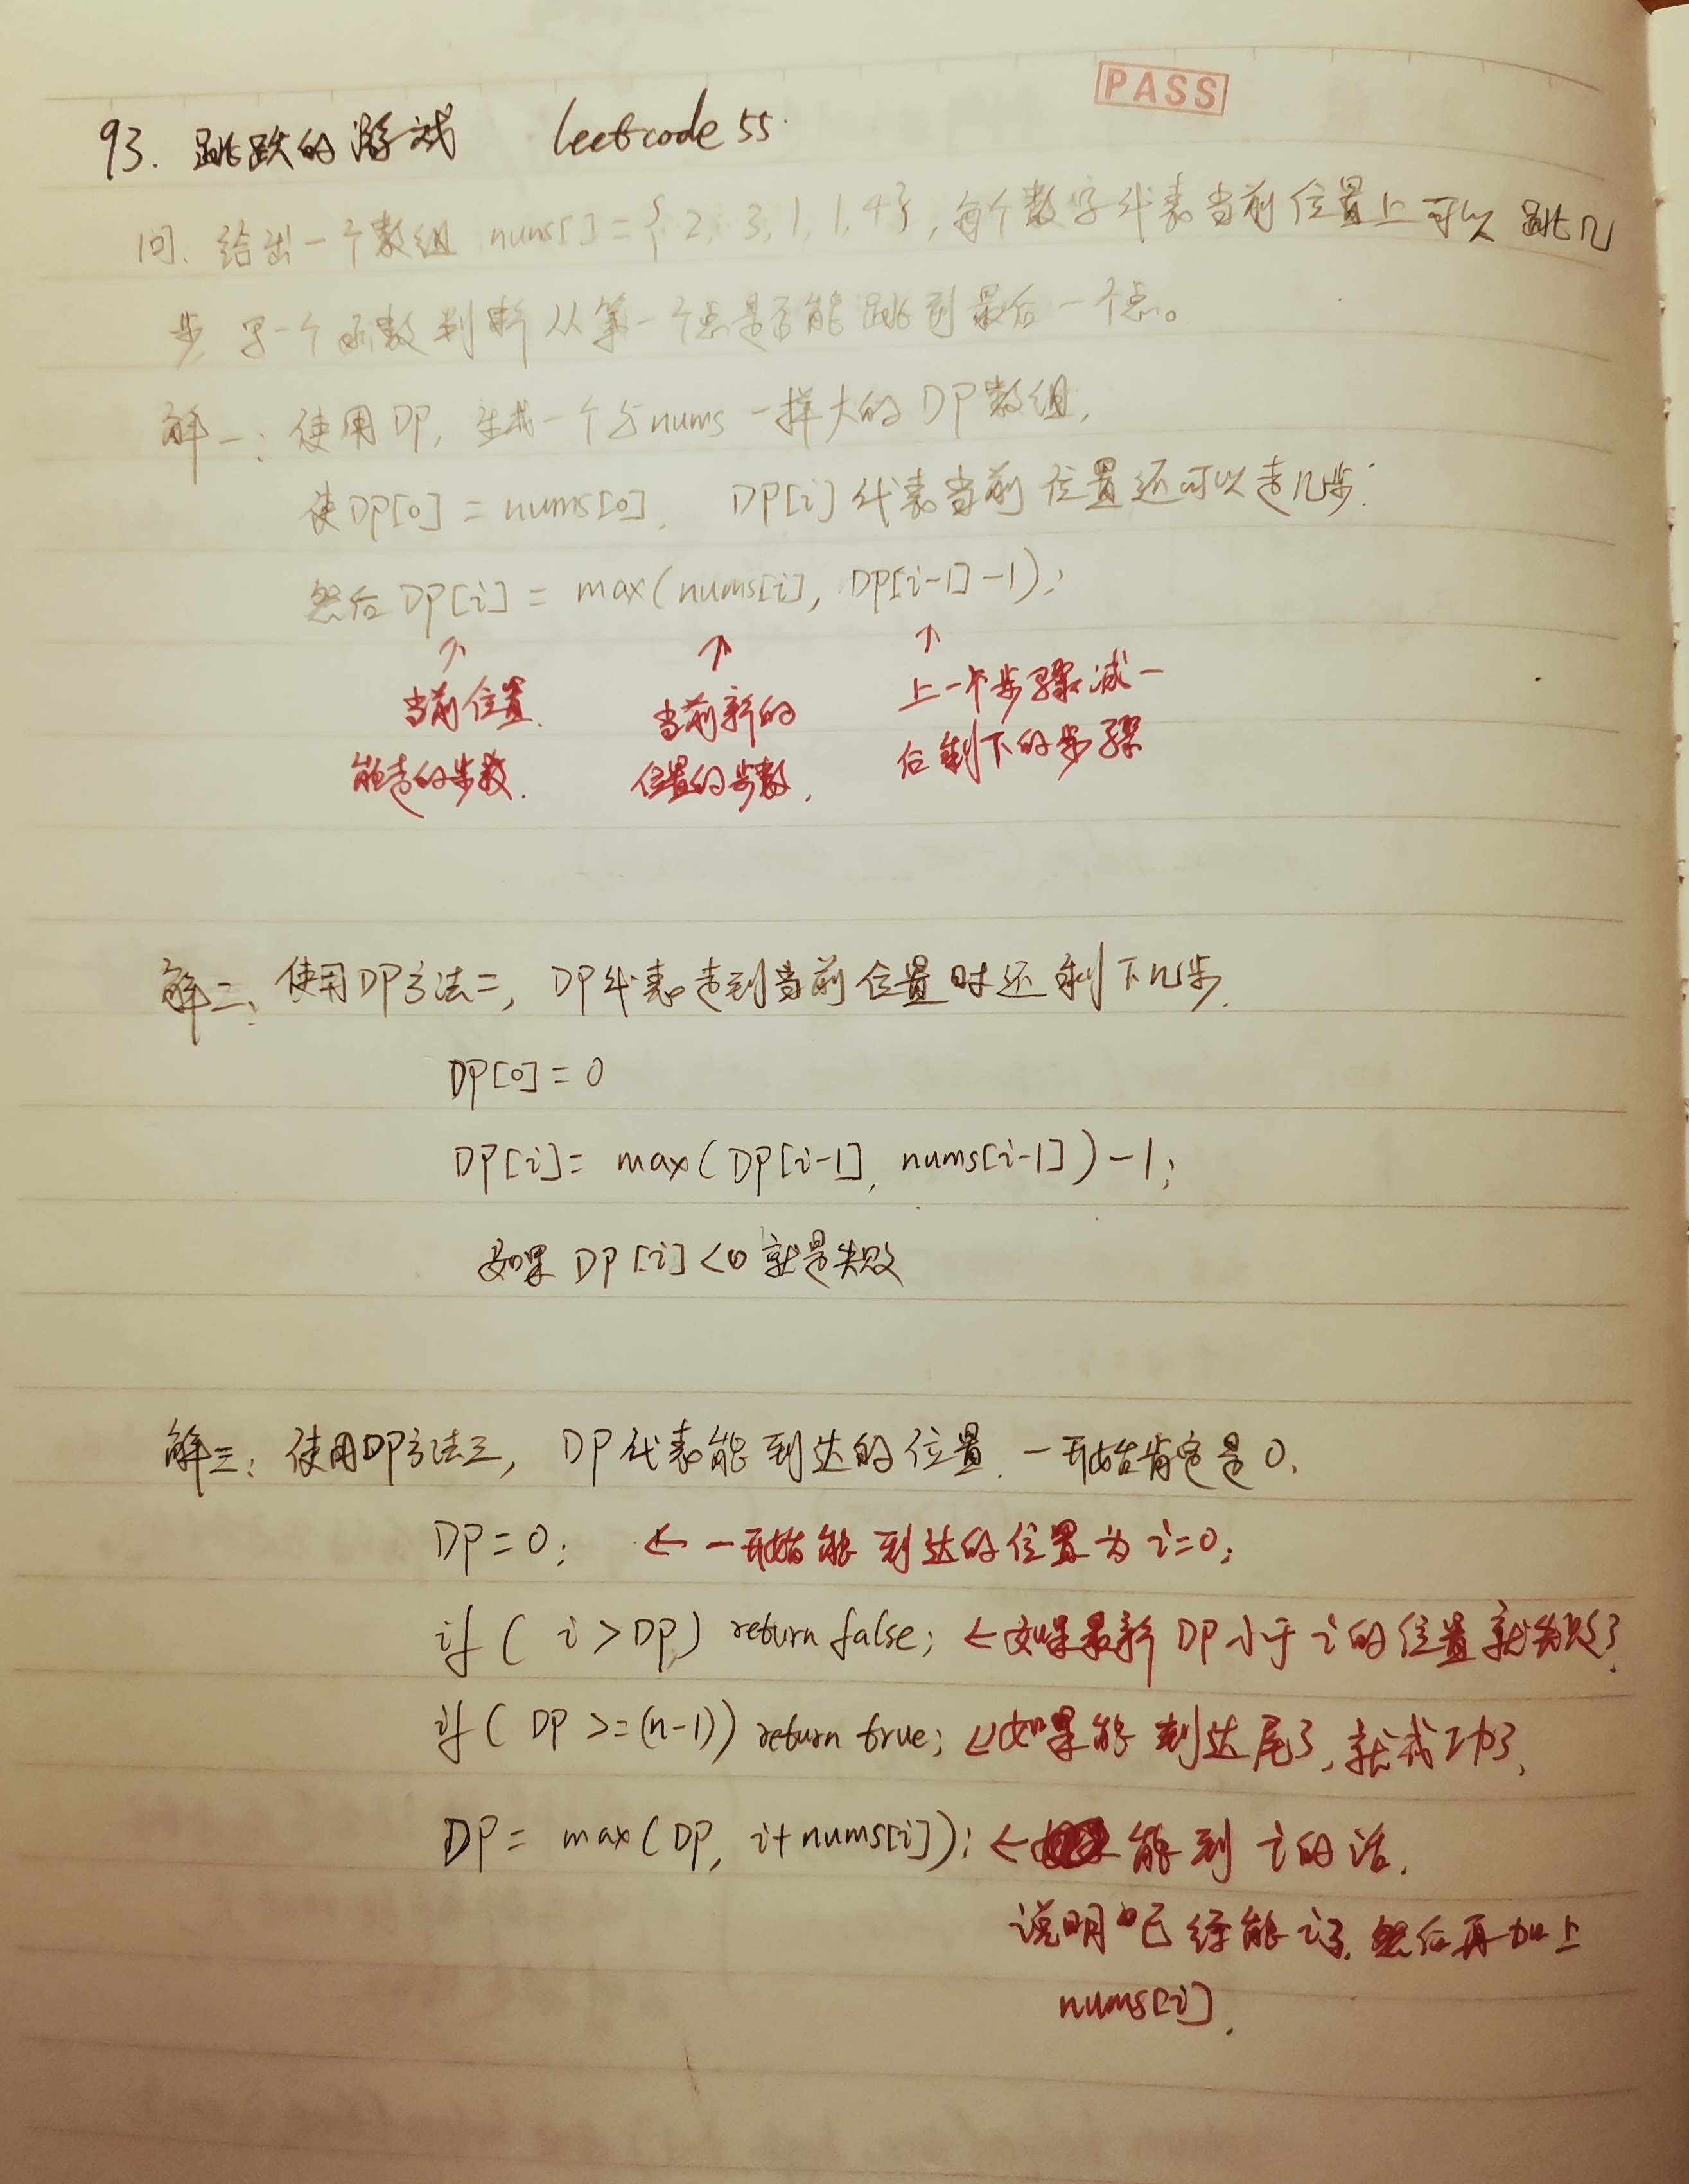 PASS
93. 跳跃的游戏 leetcode 55.
问. 给出一个数组 nums[] = { 2, 3, 1, 1, 4 }, 每个数字代表当前位置上可以跳几
步 写一个函数判断从第一个点是否能跳到最后一个点。
解一: 使用DP, 生成一个与nums一样大的DP数组,
使DP[0] = nums[0], DP[i] 代表当前位置还可以走几步.
然后 DP[i] = max(nums[i], DP[i-1] -1);
↑ ↑ ↑
当前位置 当前新的 上一个步骤减一
能走的步数. 位置的步数, 后剩下的步骤
解二: 使用DP方法二, DP代表走到当前位置时还剩下几步.
DP[0] = 0
DP[i] = max(DP[i-1], nums[i-1]) -1;
如果 DP[i] <0 就是失败
解三: 使用DP方法三, DP代表能到达的位置. 一开始肯定是0.
DP = 0; ← 一开始能到达的位置为 i=0;
if ( i > DP) return false; ← 如果最新 DP 小于 i 的位置就失败了.
if ( DP >= (n-1)) return true; ← 如果能到达尾了, 就成功了,
DP = max(DP, i+nums[i]); ← 能到 i 的话.
说明已经能i了. 然后再加上
nums[i].